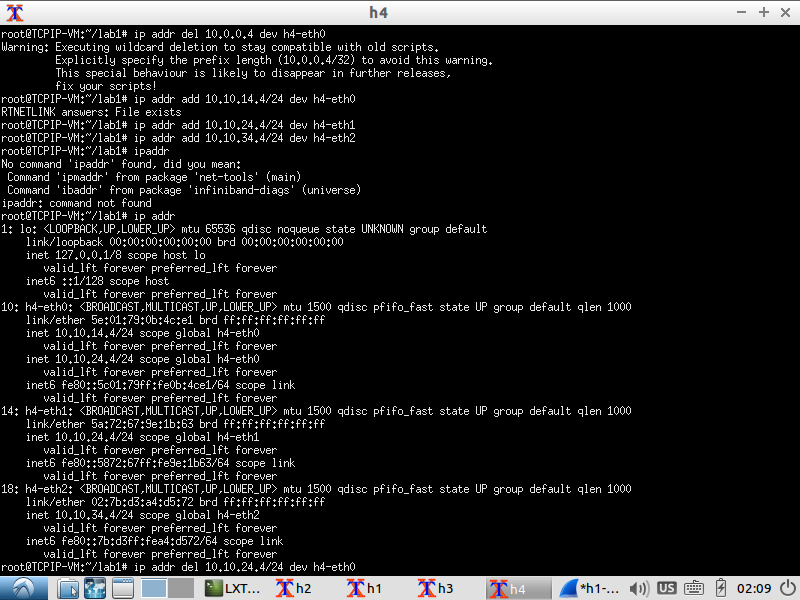 h4
root@TCPIP-VM:~/lab1# ip addr del 10.0.0.4 dev h4-eth0
Warning: Executing wildcard deletion to stay compatible with old scripts.
Explicitly specify the prefix length (10.0.0.4/32) to avoid this warning.
This special behaviour is likely to disappear in further releases,
fix your scripts!
root@TCPIP-VM:~/lab1# ip addr add 10.10.14.4/24 dev h4-eth0
RTNETLINK answers: File exists
root@TCPIP-VM:~/lab1# ip addr add 10.10.24.4/24 dev h4-eth1
root@TCPIP-VM:~/lab1# ip addr add 10.10.34.4/24 dev h4-eth2
root@TCPIP-VM:~/lab1# ipaddr
No command 'ipaddr' found, did you mean:
Command 'ipmaddr' from package 'net-tools' (main)
Command 'ibaddr' from package 'infiniband-diags' (universe)
ipaddr: command not found
root@TCPIP-VM:~/lab1# ip addr
1: lo: <LOOPBACK,UP,LOWER_UP> mtu 65536 qdisc noqueue state UNKNOWN group default
link/loopback 00:00:00:00:00:00 brd 00:00:00:00:00:00
inet 127.0.0.1/8 scope host lo
valid_lft forever preferred_lft forever
inet6 ::1/128 scope host
valid_lft forever preferred_lft forever
10: h4-eth0: <BROADCAST,MULTICAST,UP,LOWER_UP> mtu 1500 qdisc pfifo_fast state UP group default qlen 1000
link/ether 5e:01:79:0b:4c:e1 brd ff:ff:ff:ff:ff:ff
inet 10.10.14.4/24 scope global h4-eth0
valid_lft forever preferred_lft forever
inet 10.10.24.4/24 scope global h4-eth0
valid_lft forever preferred_lft forever
inet6 fe80::5c01:79ff:fe0b:4ce1/64 scope link
valid_lft forever preferred_lft forever
14: h4-eth1: <BROADCAST,MULTICAST,UP,LOWER_UP> mtu 1500 qdisc pfifo_fast state UP group default qlen 1000
link/ether 5a:72:67:9e:1b:63 brd ff:ff:ff:ff:ff:ff
inet 10.10.24.4/24 scope global h4-eth1
valid_lft forever preferred_lft forever
inet6 fe80::5872:67ff:fe9e:1b63/64 scope link
valid_lft forever preferred_lft forever
18: h4-eth2: <BROADCAST,MULTICAST,UP,LOWER_UP> mtu 1500 qdisc pfifo_fast state UP group default qlen 1000
link/ether 02:7b:d3:a4:d5:72 brd ff:ff:ff:ff:ff:ff
inet 10.10.34.4/24 scope global h4-eth2
valid_lft forever preferred_lft forever
inet6 fe80::7b:d3ff:fea4:d572/64 scope link
valid_lft forever preferred_lft forever
root@TCPIP-VM:~/lab1# ip addr del 10.10.24.4/24 dev h4-eth0
LXT... h2 h1 h3 h4 *h1-... US 02:09